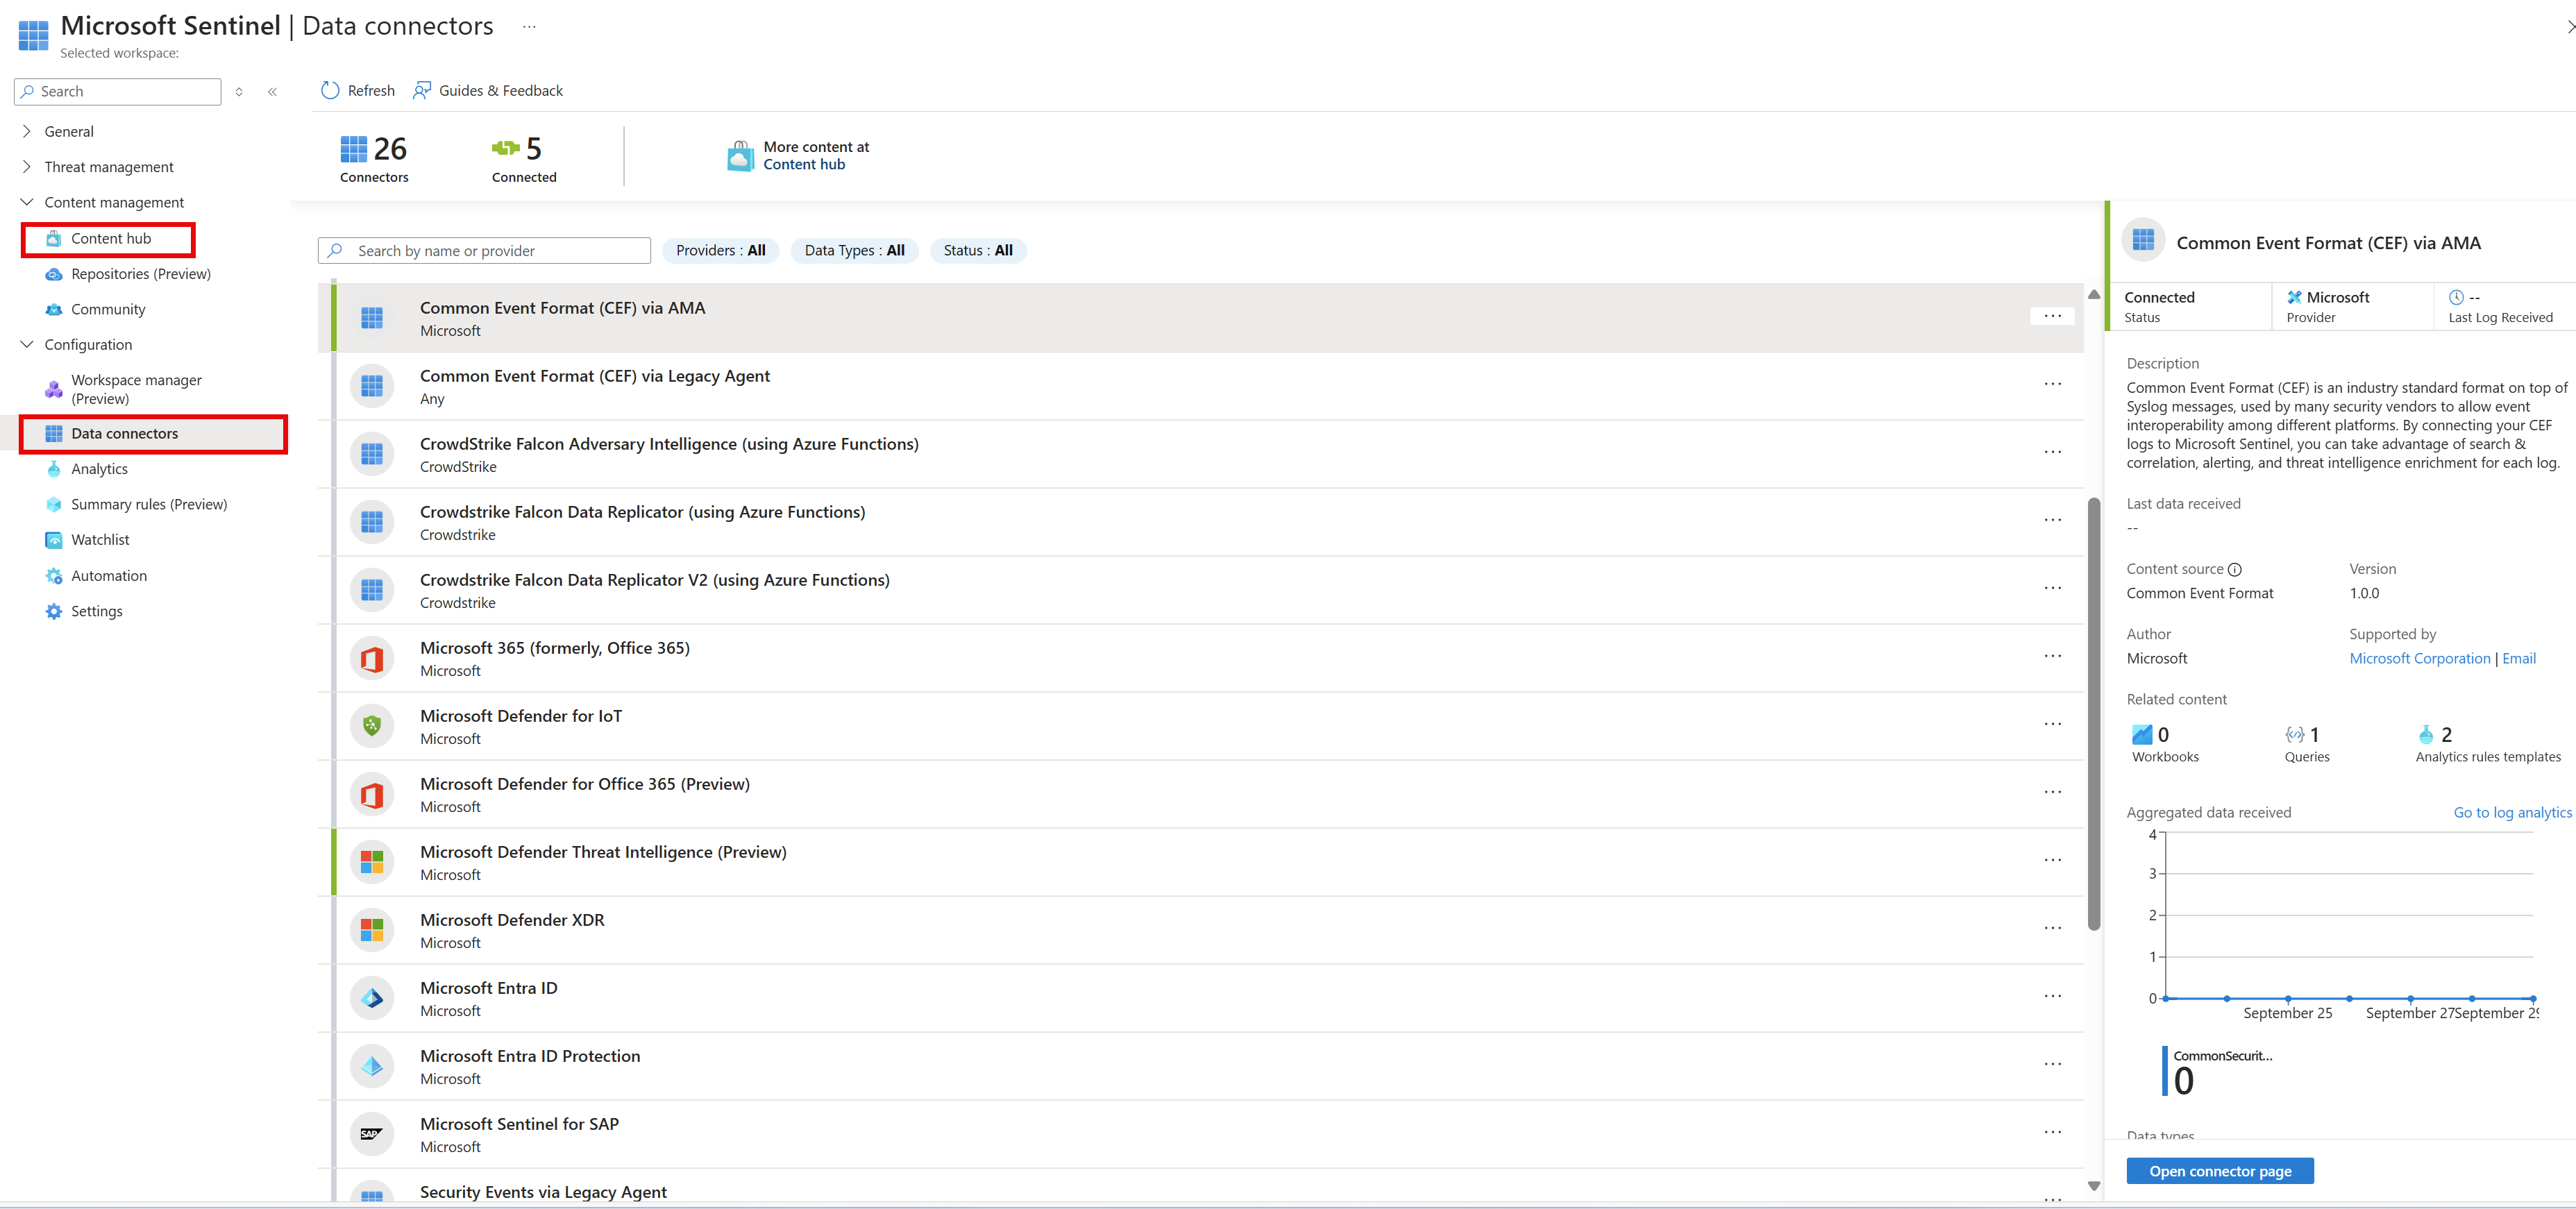 Microsoft Sentinel | Data connectors ...
Selected workspace:
Search
General
Threat management
Content management
Content hub
Repositories (Preview)
Community
Configuration
Workspace manager
(Preview)
Data connectors
Analytics
Summary rules (Preview)
Watchlist
Automation
Settings
Refresh
Guides & Feedback
26
Connectors
5
Connected
More content at
Content hub
Search by name or provider
Providers : All
Data Types : All
Status : All
Common Event Format (CEF) via AMA
Microsoft
Common Event Format (CEF) via Legacy Agent
Any
CrowdStrike Falcon Adversary Intelligence (using Azure Functions)
CrowdStrike
Crowdstrike Falcon Data Replicator (using Azure Functions)
Crowdstrike
Crowdstrike Falcon Data Replicator V2 (using Azure Functions)
Crowdstrike
Microsoft 365 (formerly, Office 365)
Microsoft
Microsoft Defender for IoT
Microsoft
Microsoft Defender for Office 365 (Preview)
Microsoft
Microsoft Defender Threat Intelligence (Preview)
Microsoft
Microsoft Defender XDR
Microsoft
Microsoft Entra ID
Microsoft
Microsoft Entra ID Protection
Microsoft
SAP
Microsoft Sentinel for SAP
Microsoft
Security Events via Legacy Agent
Common Event Format (CEF) via AMA
Connected
Status
Microsoft
Provider
--
Last Log Received
Description
Common Event Format (CEF) is an industry standard format on top of
Syslog messages, used by many security vendors to allow event
interoperability among different platforms. By connecting your CEF
logs to Microsoft Sentinel, you can take advantage of search &
correlation, alerting, and threat intelligence enrichment for each log.
Last data received
--
Content source
Common Event Format
Version
1.0.0
Author
Microsoft
Supported by
Microsoft Corporation | Email
Related content
0
Workbooks
1
Queries
2
Analytics rules templates
Aggregated data received
Go to log analytics
4
3
2
1
0
September 25
September 27
September 29
CommonSecurit...
0
Data types
Open connector page